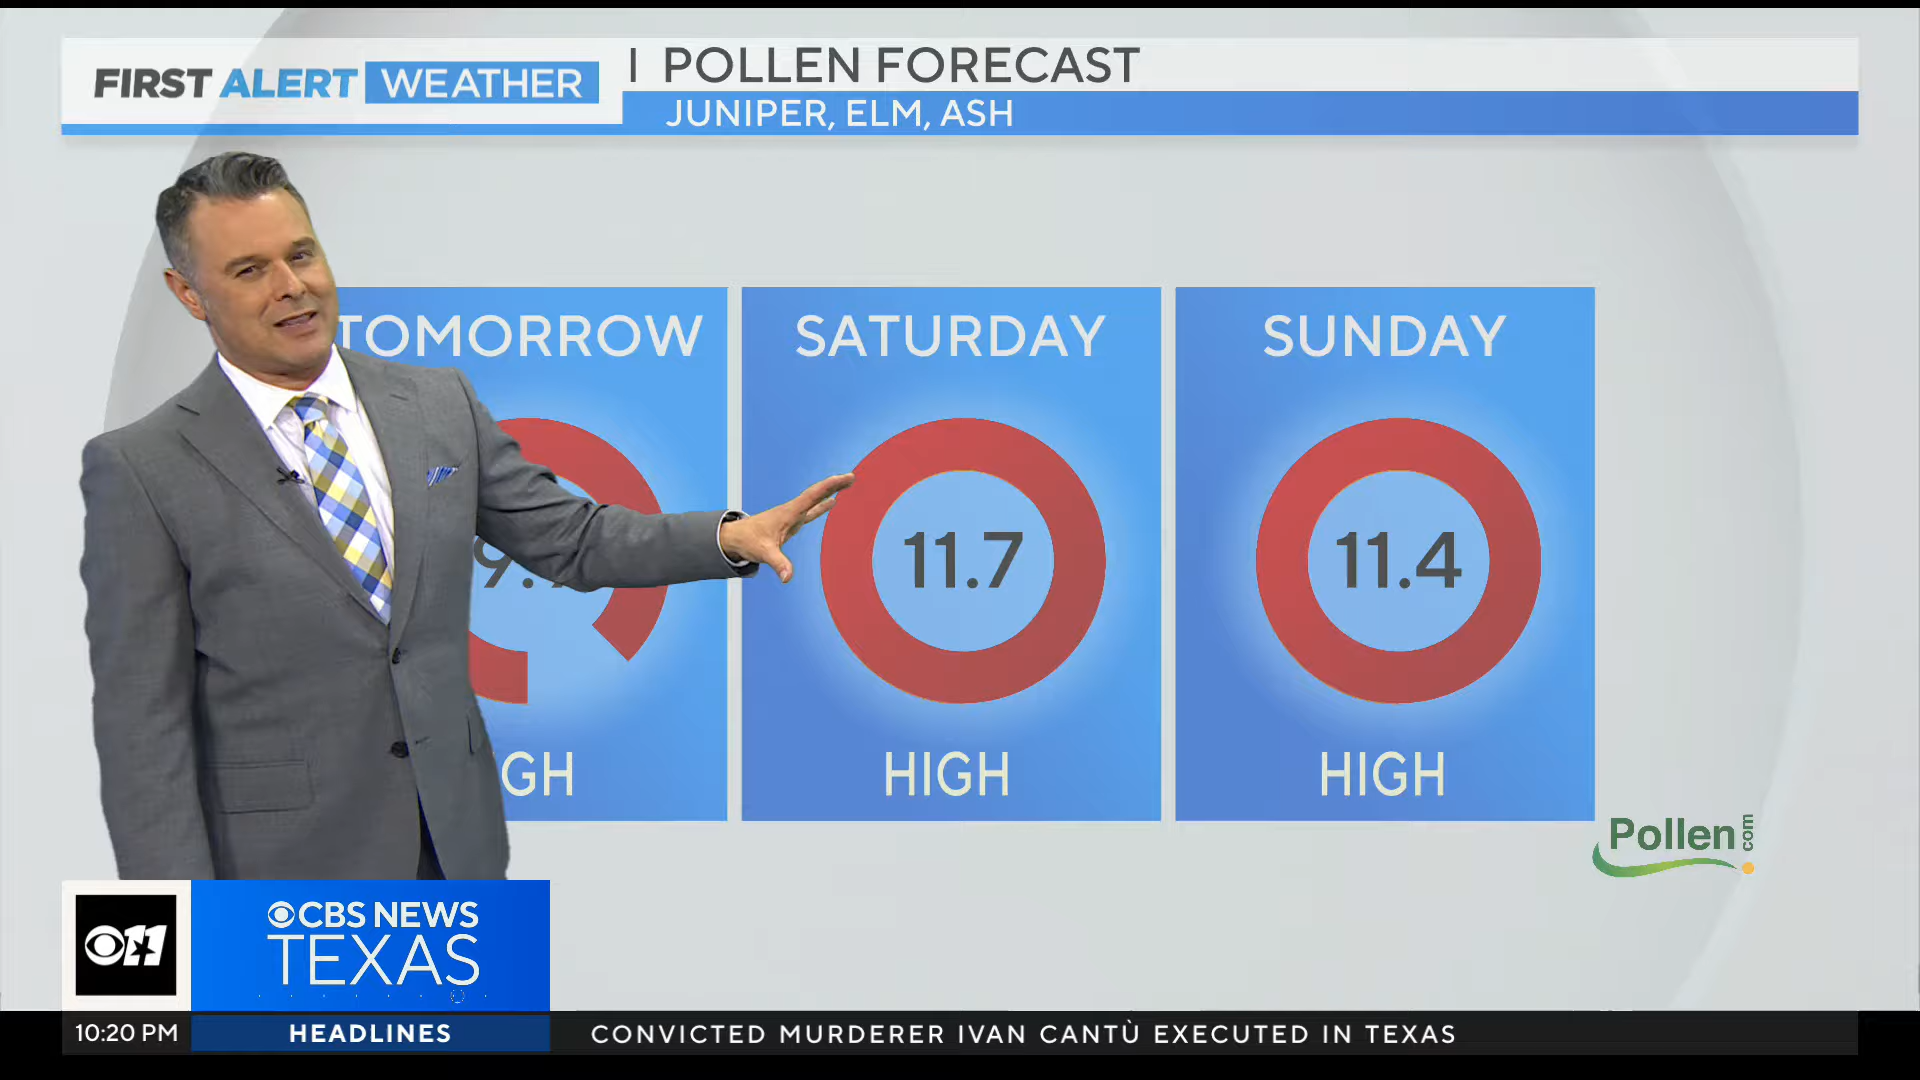 FIRST ALERT WEATHER
| POLLEN FORECAST
JUNIPER, ELM, ASH
TOMORROW
SATURDAY
11.7
HIGH
SUNDAY
11.4
HIGH
Pollen.com
11
CBS NEWS
TEXAS
10:20 PM
HEADLINES
CONVICTED MURDERER IVAN CANTÙ EXECUTED IN TEXAS